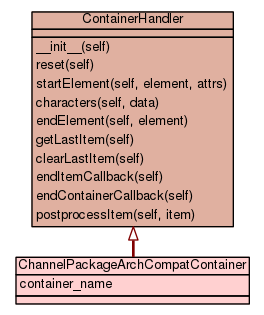 ContainerHandler
__init__(self)
reset(self)
startElement(self, element, attrs)
characters(self, data)
endElement(self, element)
getLastItem(self)
clearLastItem(self)
endItemCallback(self)
endContainerCallback(self)
postprocessItem(self, item)
ChannelPackageArchCompatContainer
container_name